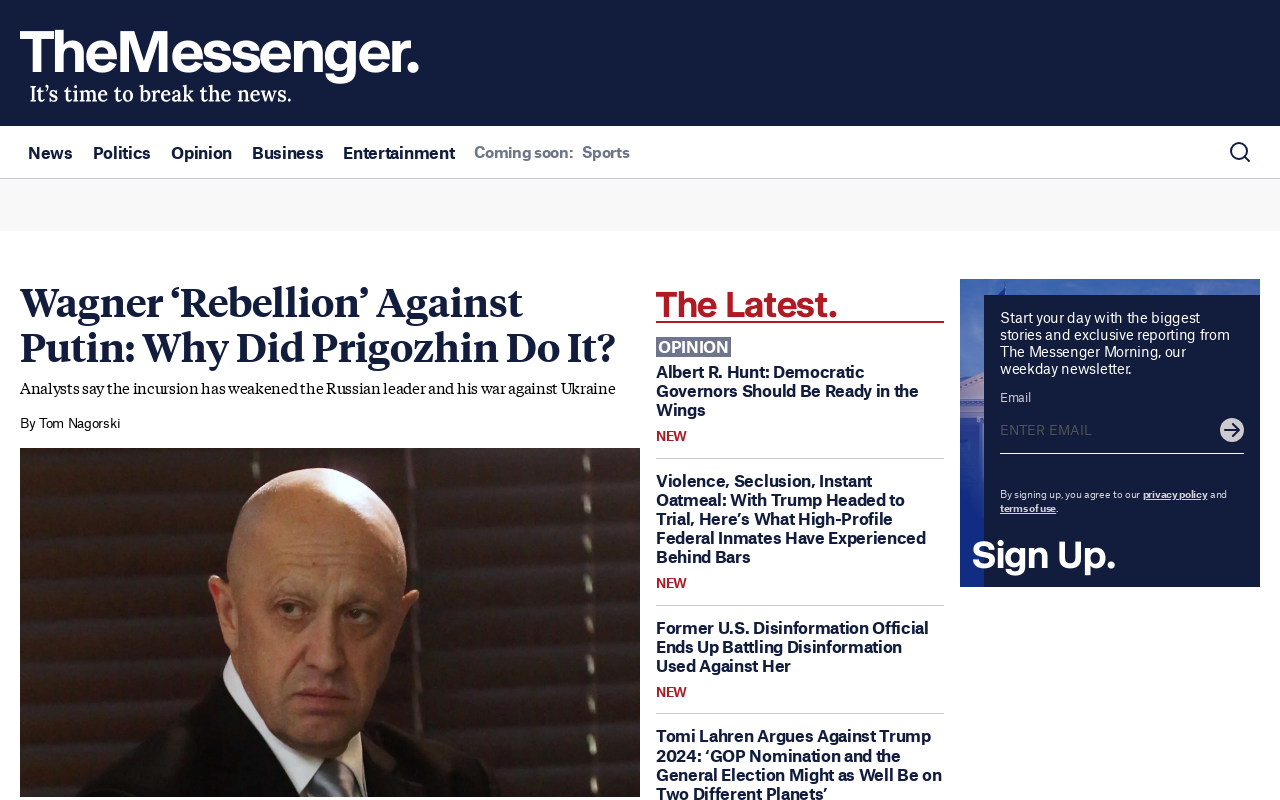 TheMessenger.
It's time to break the news.
News Politics Opinion Business Entertainment Coming soon: Sports
Wagner ‘Rebellion’ Against
Putin: Why Did Prigozhin Do It?
Analysts say the incursion has weakened the Russian leader and his war against Ukraine
By Tom Nagorski
The Latest.
OPINION
Albert R. Hunt: Democratic
Governors Should Be Ready in the
Wings
NEW
Violence, Seclusion, Instant
Oatmeal: With Trump Headed to
Trial, Here’s What High-Profile
Federal Inmates Have Experienced
Behind Bars
NEW
Former U.S. Disinformation Official
Ends Up Battling Disinformation
Used Against Her
NEW
Tomi Lahren Argues Against Trump
2024: ‘GOP Nomination and the
General Election Might as Well Be on
Two Different Planets’
Start your day with the biggest
stories and exclusive reporting from
The Messenger Morning, our
weekday newsletter.
Email
ENTER EMAIL
By signing up, you agree to our privacy policy and
terms of use.
Sign Up.